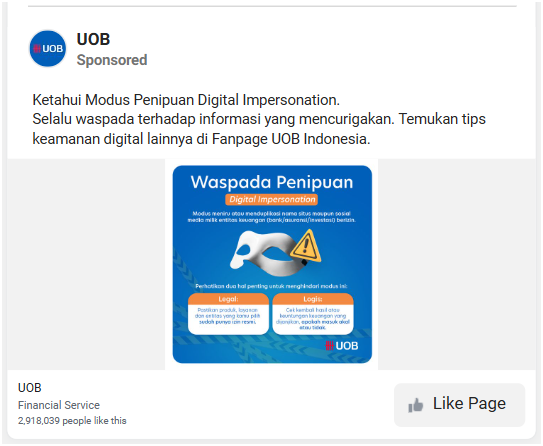 UOB
UOB
Sponsored
Ketahui Modus Penipuan Digital Impersonation.
Selalu waspada terhadap informasi yang mencurigakan. Temukan tips
keamanan digital lainnya di Fanpage UOB Indonesia.
Waspada Penipuan
Digital Impersonation
Modus meniru atau menduplikasi nama situs maupun sosial
media milik entitas keuangan (bank/asuransi/investasi) berizin.
Perhatikan dua hal penting untuk menghindari modus ini:
Legal:
Pastikan produk, layanan
dan entitas yang kamu pilih
sudah punya izin resmi.
Logis:
Cek kembali hasil atau
keuntungan keuangan yang
dijanjikan, apakah masuk akal
atau tidak.
UOB
UOB
Financial Service
2,918,039 people like this
Like Page